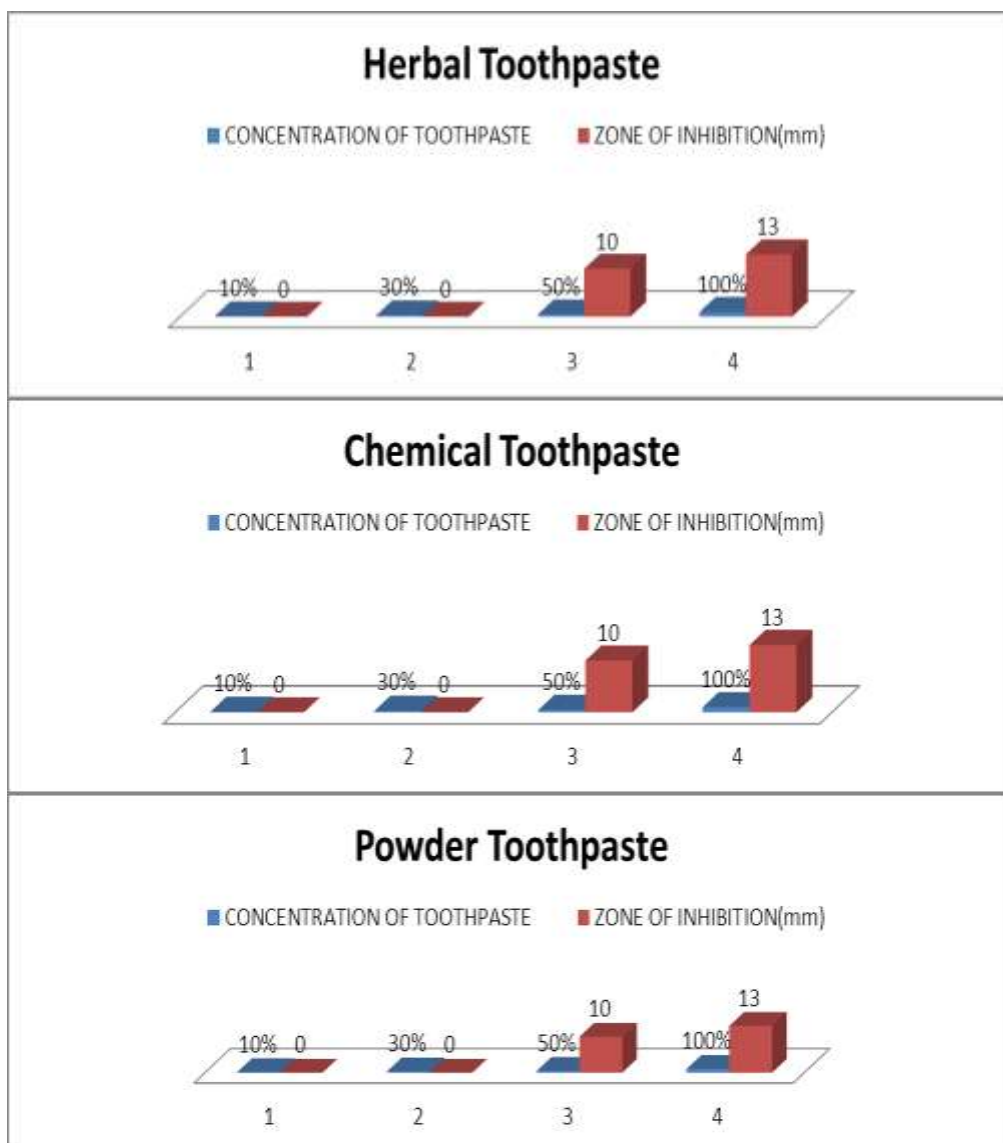 Herbal Toothpaste
CONCENTRATION OF TOOTHPASTE ZONE OF INHIBITION(mm)
10% 0 30% 0 50% 10 100% 13
1 2 3 4
Chemical Toothpaste
CONCENTRATION OF TOOTHPASTE ZONE OF INHIBITION(mm)
10% 0 30% 0 50% 10 100% 13
1 2 3 4
Powder Toothpaste
CONCENTRATION OF TOOTHPASTE ZONE OF INHIBITION(mm)
10% 0 30% 0 50% 10 100% 13
1 2 3 4